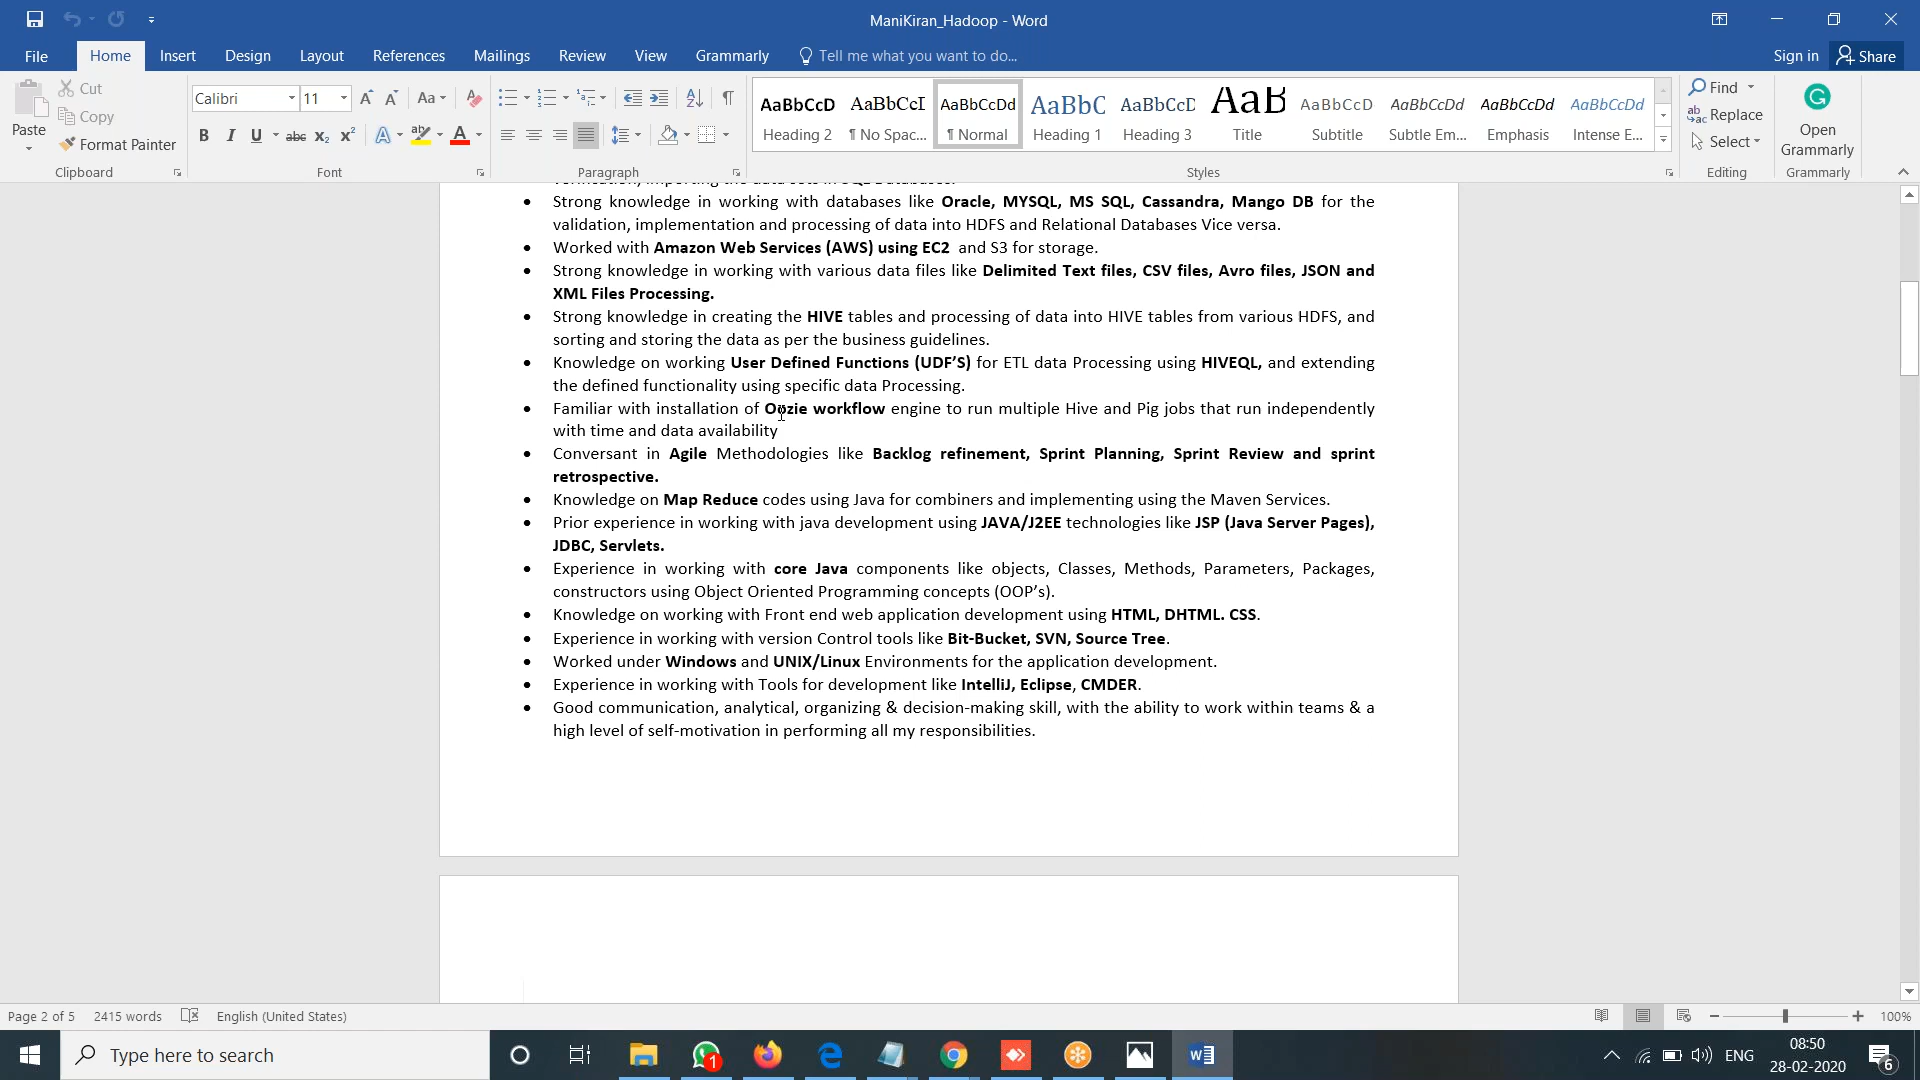 ManiKiran_Hadoop - Word
File Home Insert Design Layout References Mailings Review View Grammarly Tell me what you want to do... Sign in Share
Paste Cut Copy Format Painter Clipboard
Calibri 11 Aa Font
Paragraph
AaBbCcD AaBbCcI AaBbCcDd AaBbC AaBbCcD AaB AaBbCcD AaBbCcDd AaBbCcDd AaBbCcDd
Heading 2 ¶ No Spac... ¶ Normal Heading 1 Heading 3 Title Subtitle Subtle Em... Emphasis Intense E...
Styles
Find Replace Select Editing
Open Grammarly Grammarly
• Strong knowledge in working with databases like Oracle, MYSQL, MS SQL, Cassandra, Mango DB for the
validation, implementation and processing of data into HDFS and Relational Databases Vice versa.
• Worked with Amazon Web Services (AWS) using EC2 and S3 for storage.
• Strong knowledge in working with various data files like Delimited Text files, CSV files, Avro files, JSON and
XML Files Processing.
• Strong knowledge in creating the HIVE tables and processing of data into HIVE tables from various HDFS, and
sorting and storing the data as per the business guidelines.
• Knowledge on working User Defined Functions (UDF’S) for ETL data Processing using HIVEQL, and extending
the defined functionality using specific data Processing.
• Familiar with installation of Oozie workflow engine to run multiple Hive and Pig jobs that run independently
with time and data availability
• Conversant in Agile Methodologies like Backlog refinement, Sprint Planning, Sprint Review and sprint
retrospective.
• Knowledge on Map Reduce codes using Java for combiners and implementing using the Maven Services.
• Prior experience in working with java development using JAVA/J2EE technologies like JSP (Java Server Pages),
JDBC, Servlets.
• Experience in working with core Java components like objects, Classes, Methods, Parameters, Packages,
constructors using Object Oriented Programming concepts (OOP’s).
• Knowledge on working with Front end web application development using HTML, DHTML. CSS.
• Experience in working with version Control tools like Bit-Bucket, SVN, Source Tree.
• Worked under Windows and UNIX/Linux Environments for the application development.
• Experience in working with Tools for development like IntelliJ, Eclipse, CMDER.
• Good communication, analytical, organizing & decision-making skill, with the ability to work within teams & a
high level of self-motivation in performing all my responsibilities.
Page 2 of 5 2415 words English (United States) 100%
Type here to search 1 ENG 08:50 6
28-02-2020